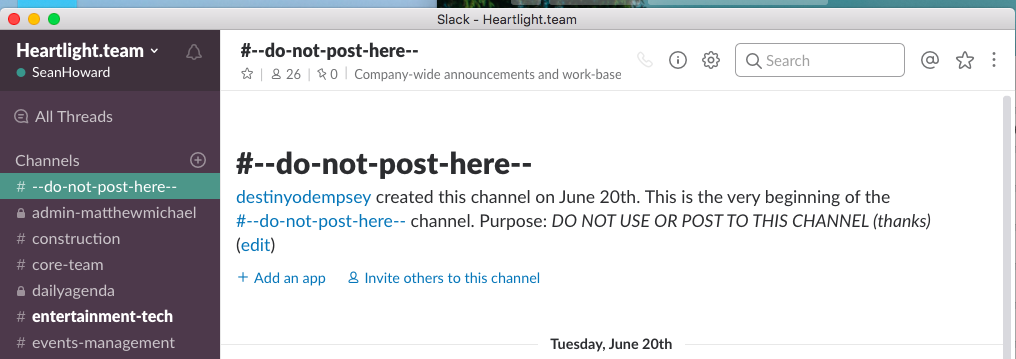 Slack - Heartlight.team
Heartlight.team
SeanHoward
All Threads
Channels
# --do-not-post-here--
admin-matthewmichael
# construction
# core-team
dailyagenda
# entertainment-tech
# events-management
#--do-not-post-here--
26 | 0 | Company-wide announcements and work-base
Search
#--do-not-post-here--
destinyodempsey created this channel on June 20th. This is the very beginning of the
#--do-not-post-here-- channel. Purpose: DO NOT USE OR POST TO THIS CHANNEL (thanks)
(edit)
+ Add an app Invite others to this channel
Tuesday, June 20th